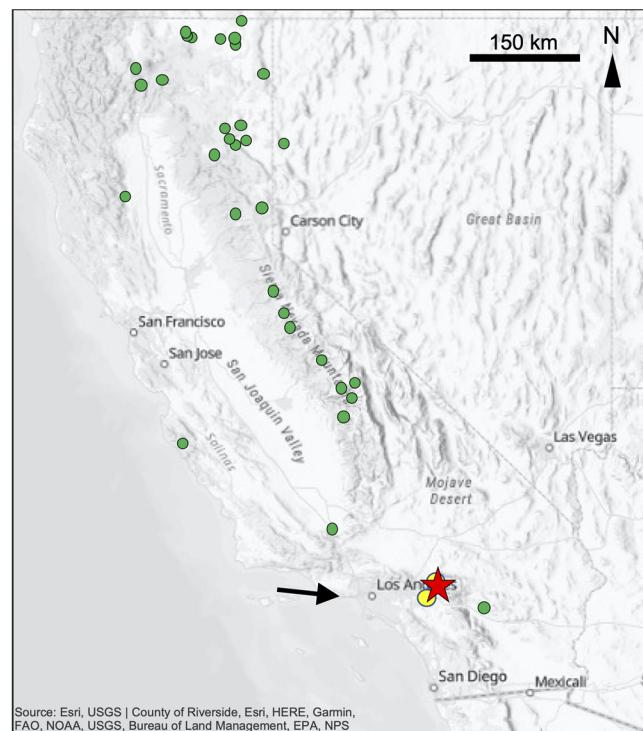 150 km
N
Sacramento
Carson City
Great Basin
Sierra Nevada Mountains
San Francisco
San Jose
San Joaquin Valley
Salinas
Las Vegas
Mojave
Desert
Los Angeles
San Diego
Mexicali
S
Source: Esri, USGS | County of Riverside, Esri, HERE, Garmin,
FAO, NOAA, USGS, Bureau of Land Management, EPA, NPS